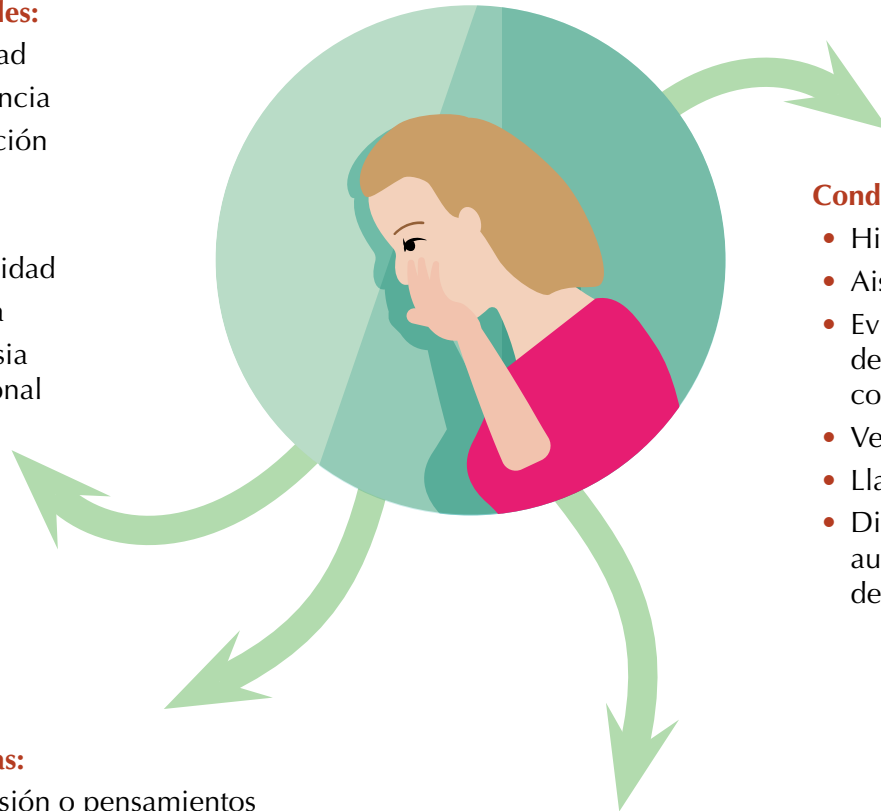 les:
ad
ncia
ción
idad
a
sia
onal
Cond
• Hi
• Ais
• Ev
de
co
• Ve
• Lla
• Di
au
de
as:
sión o pensamientos